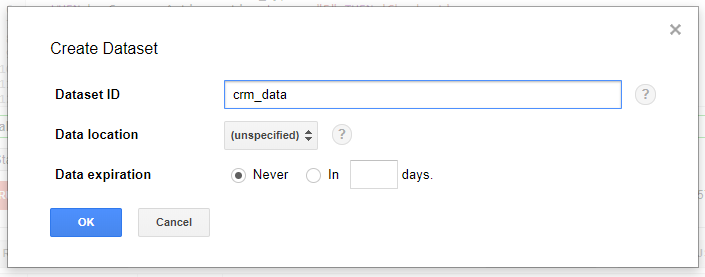 Create Dataset
×
Dataset ID crm_data ?
Data location (unspecified) ?
Data expiration Never In days.
OK Cancel